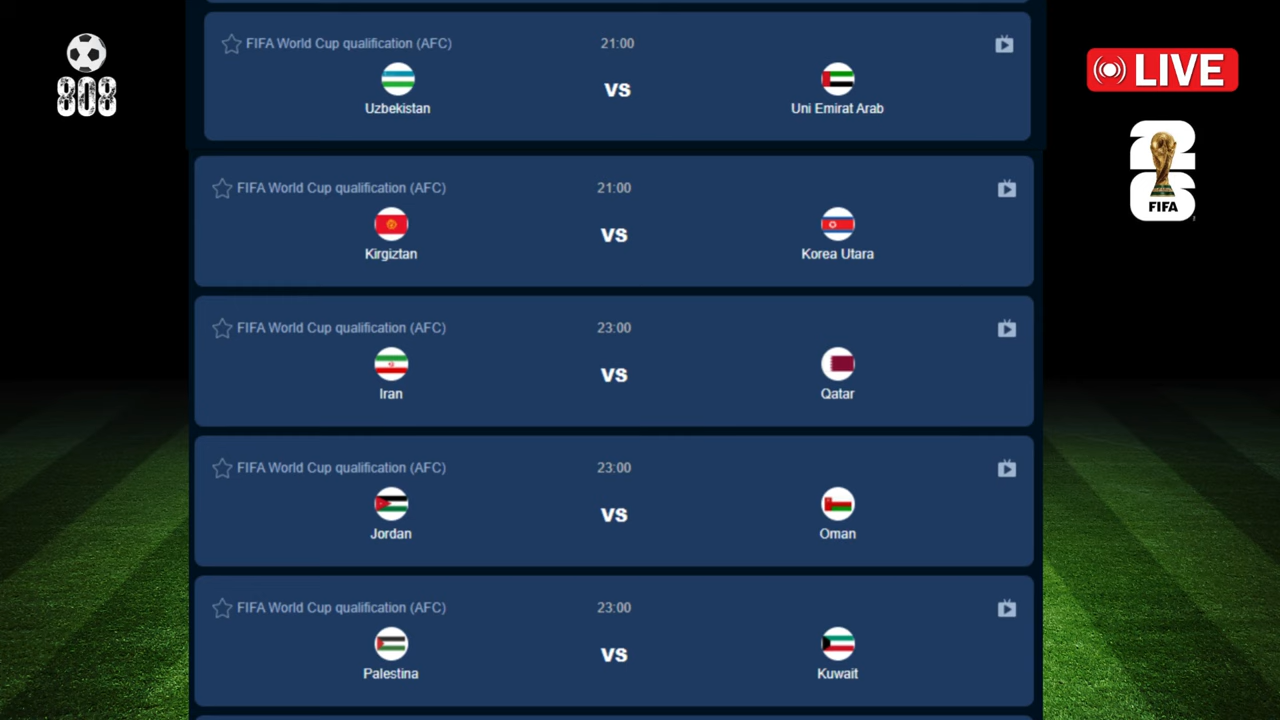 808
LIVE
26
FIFA
FIFA World Cup qualification (AFC)
21:00
Uzbekistan
VS
Uni Emirat Arab
FIFA World Cup qualification (AFC)
21:00
Kirgiztan
VS
Korea Utara
FIFA World Cup qualification (AFC)
23:00
Iran
VS
Qatar
FIFA World Cup qualification (AFC)
23:00
Jordan
VS
Oman
FIFA World Cup qualification (AFC)
23:00
Palestina
VS
Kuwait